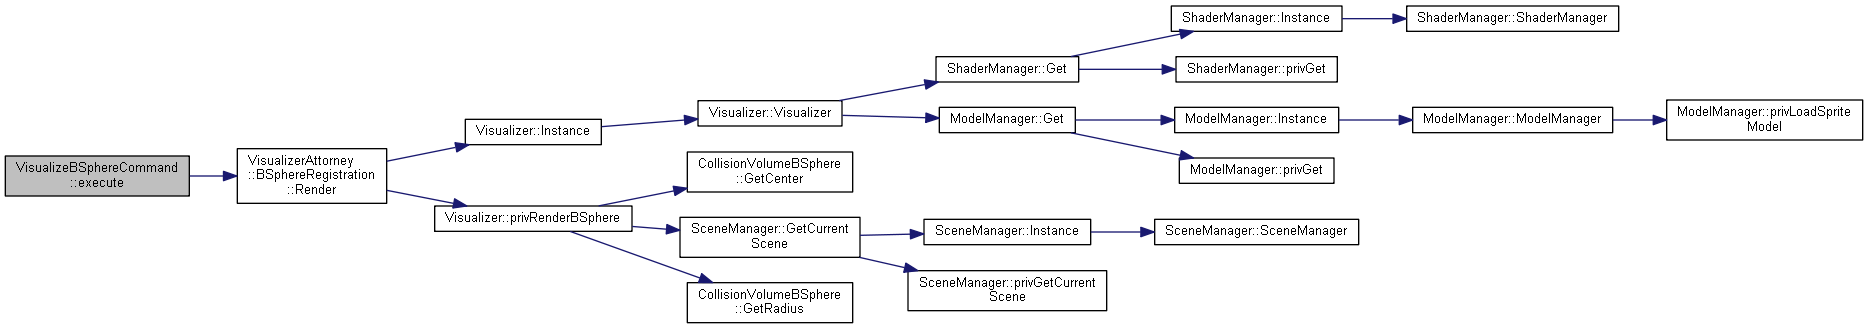 VisualizeBSphereCommand
::execute
VisualizerAttorney
::BSphereRegistration
::Render
Visualizer::Instance
Visualizer::privRenderBSphere
Visualizer::Visualizer
CollisionVolumeBSphere
::GetCenter
SceneManager::GetCurrent
Scene
CollisionVolumeBSphere
::GetRadius
ShaderManager::Get
ModelManager::Get
SceneManager::Instance
SceneManager::privGetCurrent
Scene
ShaderManager::Instance
ShaderManager::privGet
ModelManager::Instance
ModelManager::privGet
SceneManager::SceneManager
ShaderManager::ShaderManager
ModelManager::ModelManager
ModelManager::privLoadSprite
Model